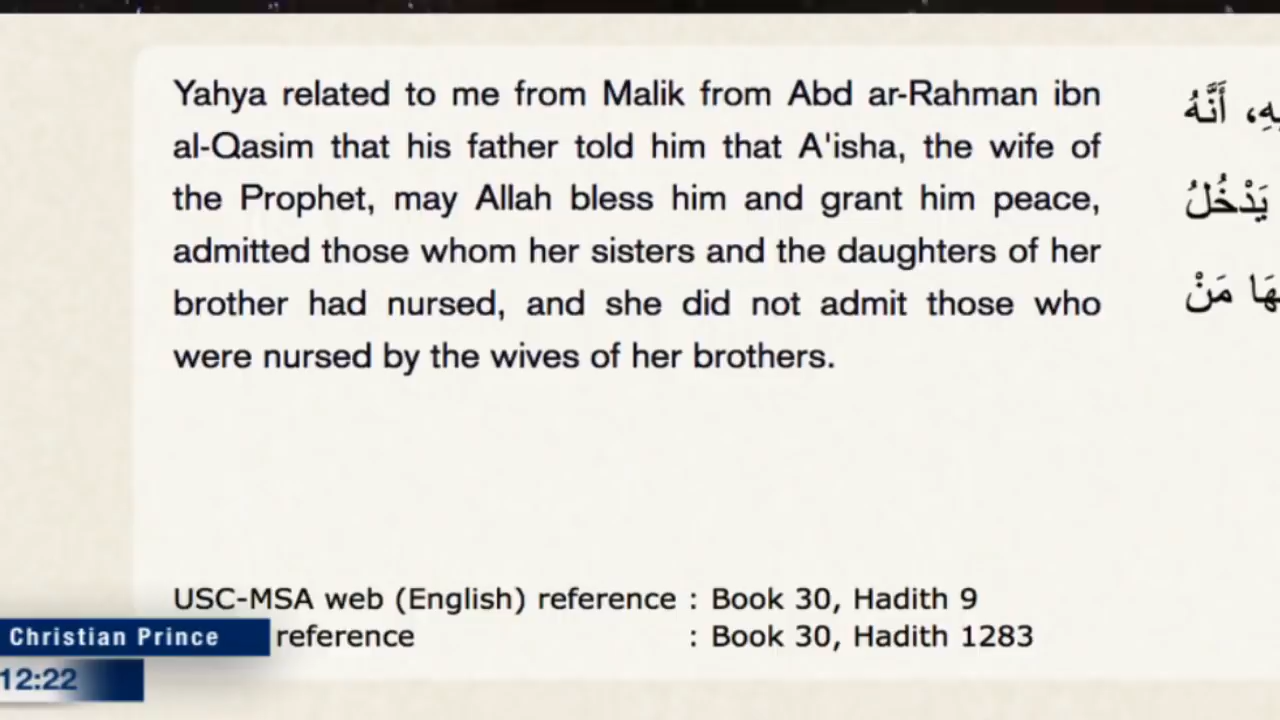 Yahya related to me from Malik from Abd ar-Rahman ibn
al-Qasim that his father told him that A'isha, the wife of
the Prophet, may Allah bless him and grant him peace,
admitted those whom her sisters and the daughters of her
brother had nursed, and she did not admit those who
were nursed by the wives of her brothers.
أَنَّهُ
يَدْخُلُ
مَنْ
USC-MSA web (English) reference : Book 30, Hadith 9
reference : Book 30, Hadith 1283
Christian Prince
12:22